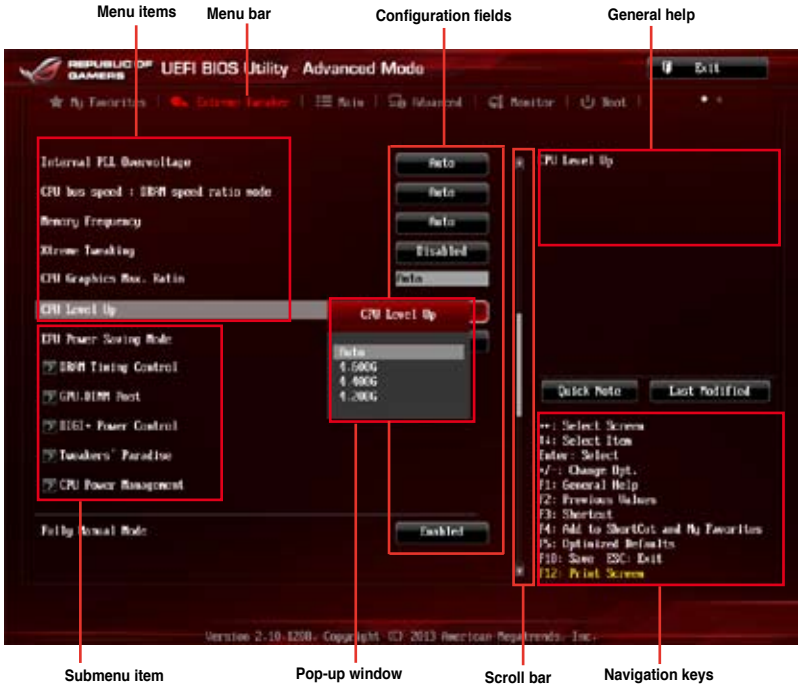 Menu items
Menu bar
Configuration fields
General help
REPUBLIC OF GAMERS
UEFI BIOS Utility - Advanced Mode
Exit
My Favorites
Extreme Tweaker
Main
Advanced
Monitor
Boot
Internal PLL Overvoltage
Auto
CPU Level Up
CPU bus speed : DRAM speed ratio mode
Auto
Memory Frequency
Auto
Xtreme Tweaking
Disabled
CPU Graphics Max. Ratio
Auto
CPU Level Up
CPU Level Up
CPU Power Saving Mode
Auto
4.600G
4.400G
4.200G
DRAM Timing Control
GPU.DIMM Post
DIGI+ Power Control
Tweakers' Paradise
CPU Power Management
Fully Manual Mode
Enabled
Quick Note
Last Modified
↔: Select Screen
↑↓: Select Item
Enter: Select
+/-: Change Opt.
F1: General Help
F2: Previous Values
F3: Shortcut
F4: Add to ShortCut and My Favorites
F5: Optimized Defaults
F10: Save ESC: Exit
F12: Print Screen
Version 2.10.1208. Copyright (C) 2013 American Megatrends, Inc.
Submenu item
Pop-up window
Scroll bar
Navigation keys